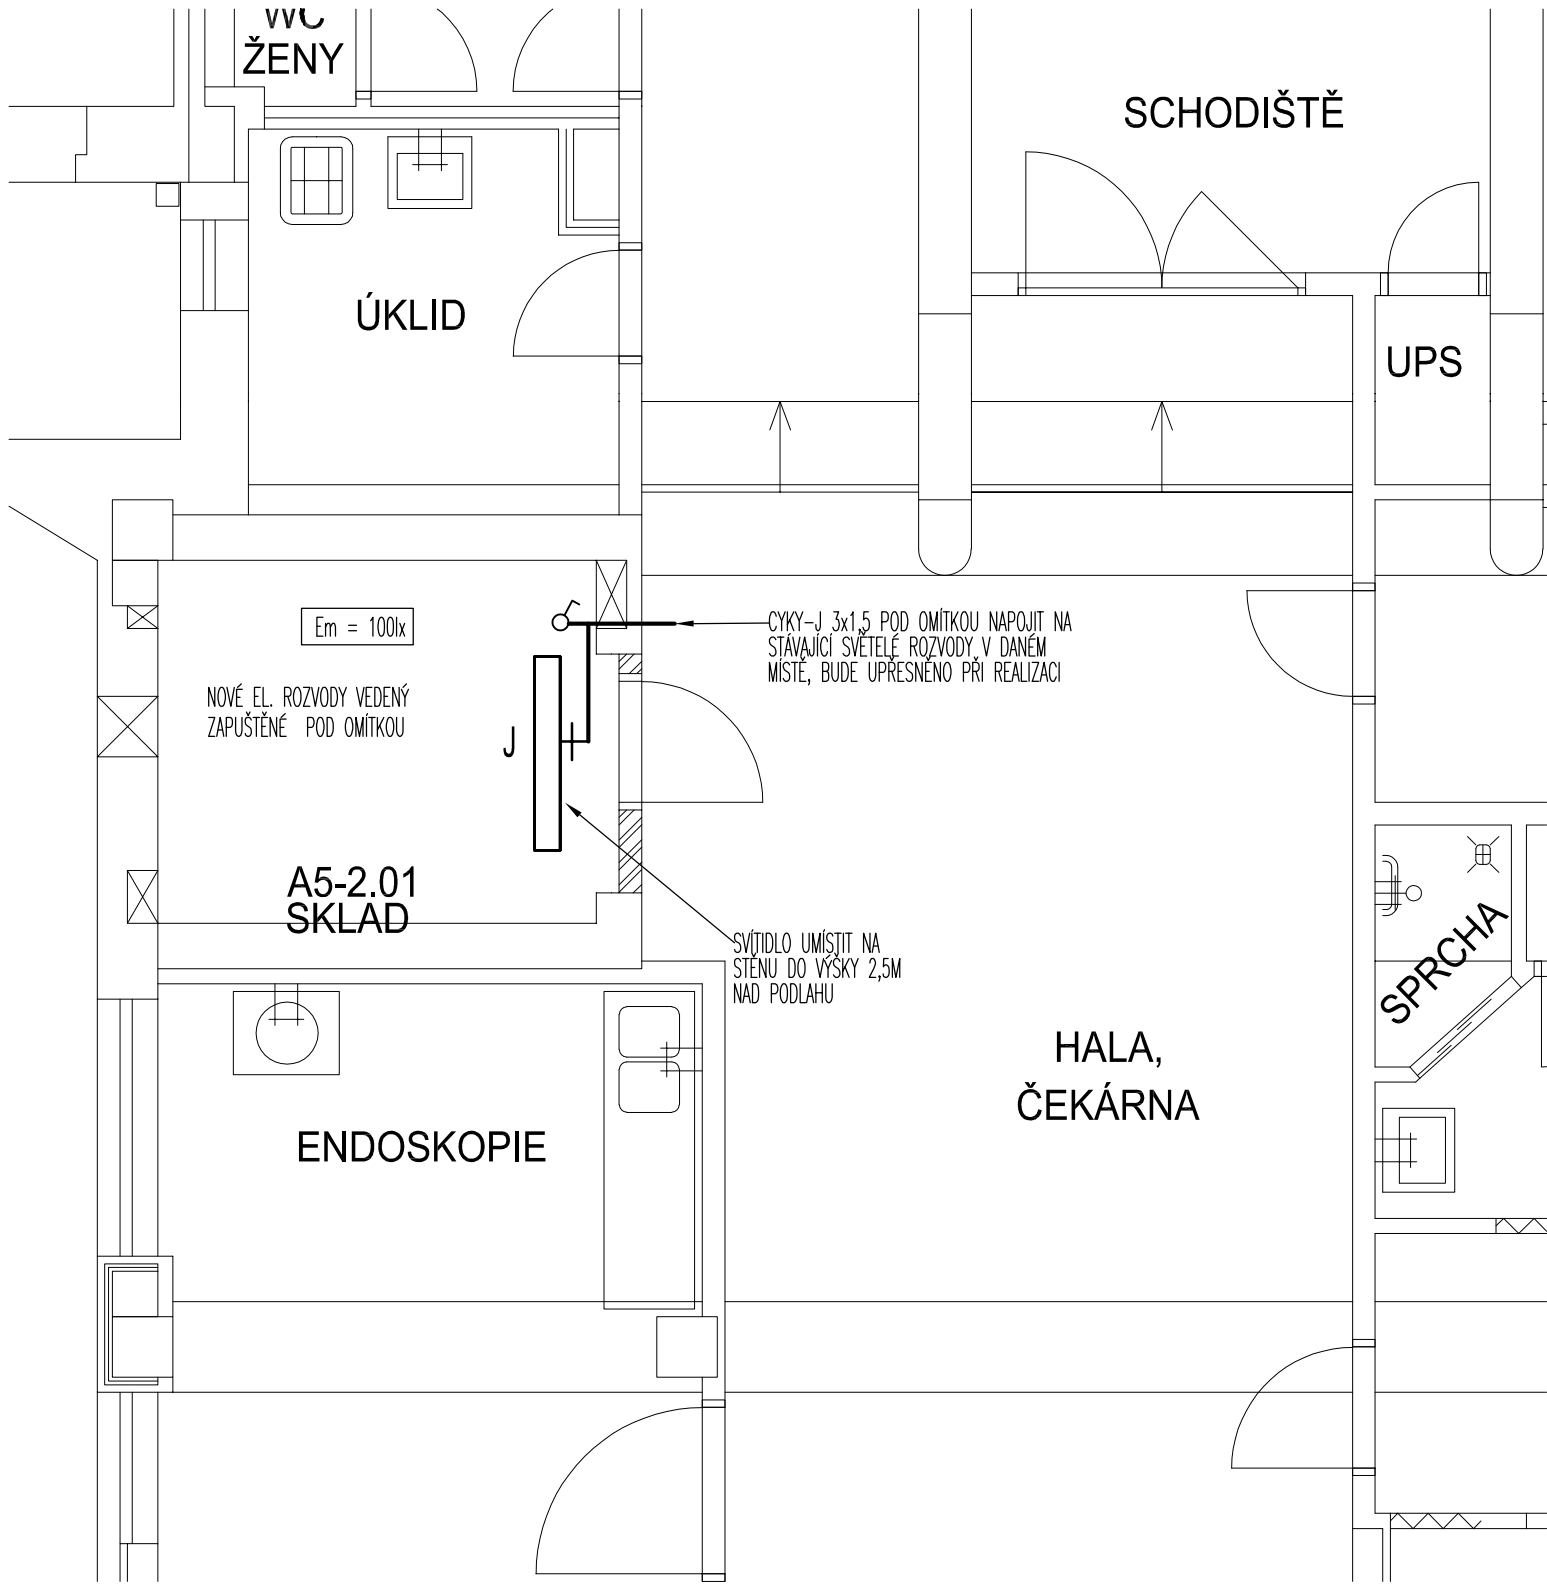 WC
ŽENY
SCHODIŠTĚ
ÚKLID
UPS
Em = 100lx
CYKY-J 3x1,5 POD OMÍTKOU NAPOJIT NA
STÁVAJÍCÍ SVĚTELÉ ROZVODY V DANÉM
MÍSTĚ, BUDE UPŘESNĚNO PŘI REALIZACI
NOVÉ EL. ROZVODY VEDENÝ
ZAPUŠTĚNÉ POD OMÍTKOU
J
A5-2.01
SKLAD
SVÍTIDLO UMÍSTIT NA
STĚNU DO VÝŠKY 2,5M
NAD PODLAHU
SPRCHA
HALA,
ČEKÁRNA
ENDOSKOPIE